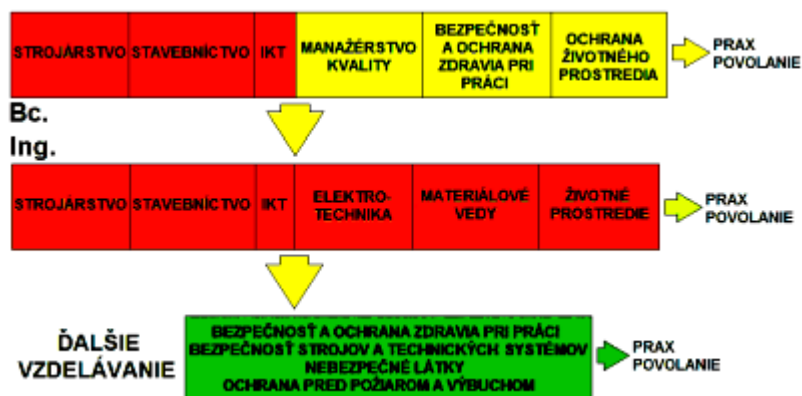 STROJÁRSTVO
STAVEBNÍCTVO
IKT
MANAŽÉRSTVO
KVALITY
BEZPEČNOSŤ
A OCHRANA
ZDRAVIA PRI
PRÁCI
OCHRANA
ŽIVOTNÉHO
PROSTREDIA
PRAX
POVOLANIE
Bc.
Ing.
STROJÁRSTVO
STAVEBNÍCTVO
IKT
ELEKTRO-
TECHNIKA
MATERIÁLOVÉ
VEDY
ŽIVOTNÉ
PROSTREDIE
PRAX
POVOLANIE
ĎALŠIE
VZDELÁVANIE
BEZPEČNOSŤ A OCHRANA ZDRAVIA PRI PRÁCI
BEZPEČNOSŤ STROJOV A TECHNICKÝCH SYSTÉMOV
NEBEZPEČNÉ LÁTKY
OCHRANA PRED POŽIAROM A VÝBUCHOM
PRAX
POVOLANIE